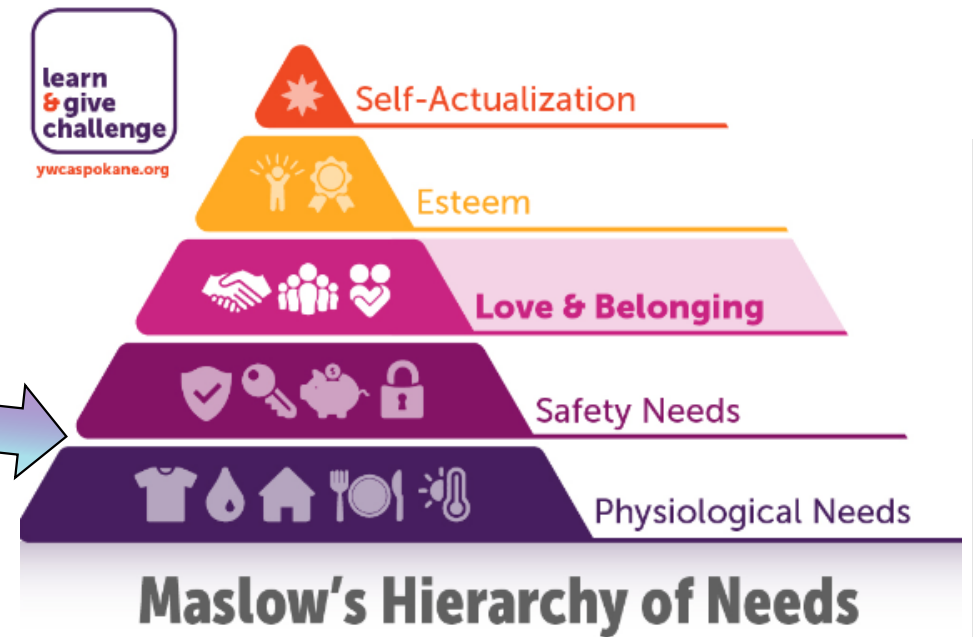 learn
& give
challenge
ywcaspokane.org
Self-Actualization
Esteem
Love & Belonging
$
Safety Needs
Physiological Needs
Maslow's Hierarchy of Needs